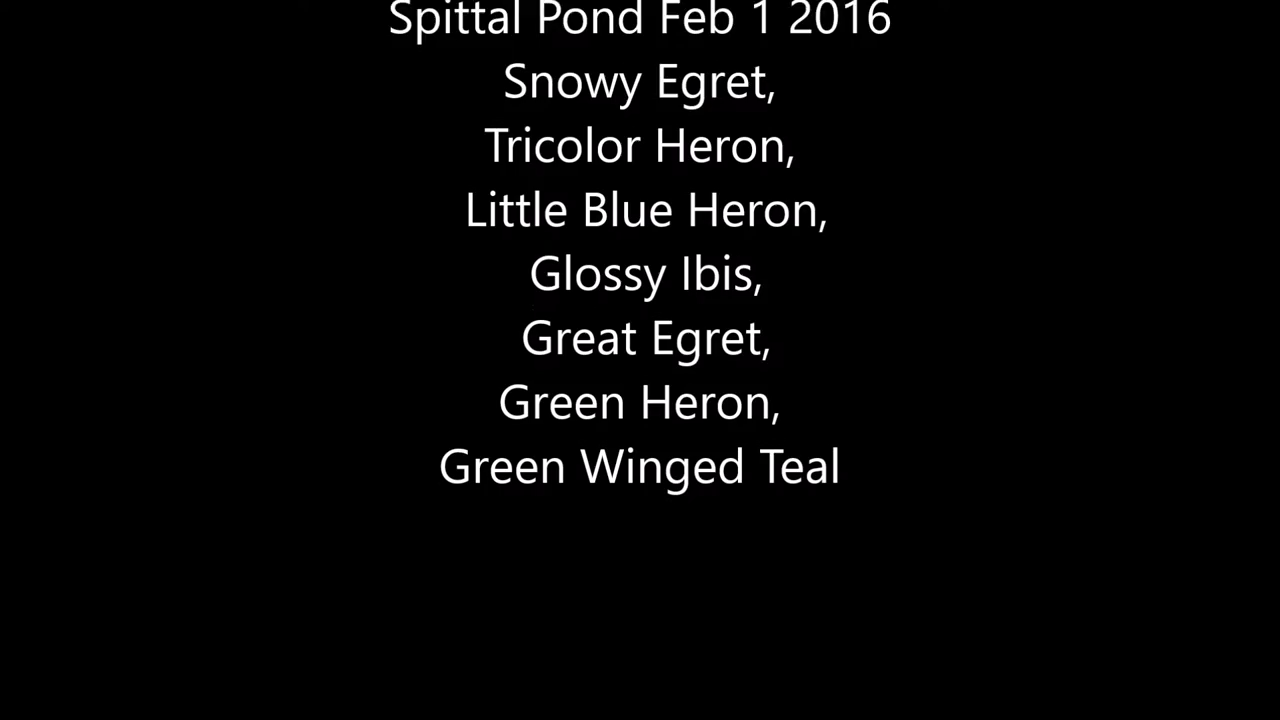 Spittal Pond Feb 1 2016
Snowy Egret,
Tricolor Heron,
Little Blue Heron,
Glossy Ibis,
Great Egret,
Green Heron,
Green Winged Teal